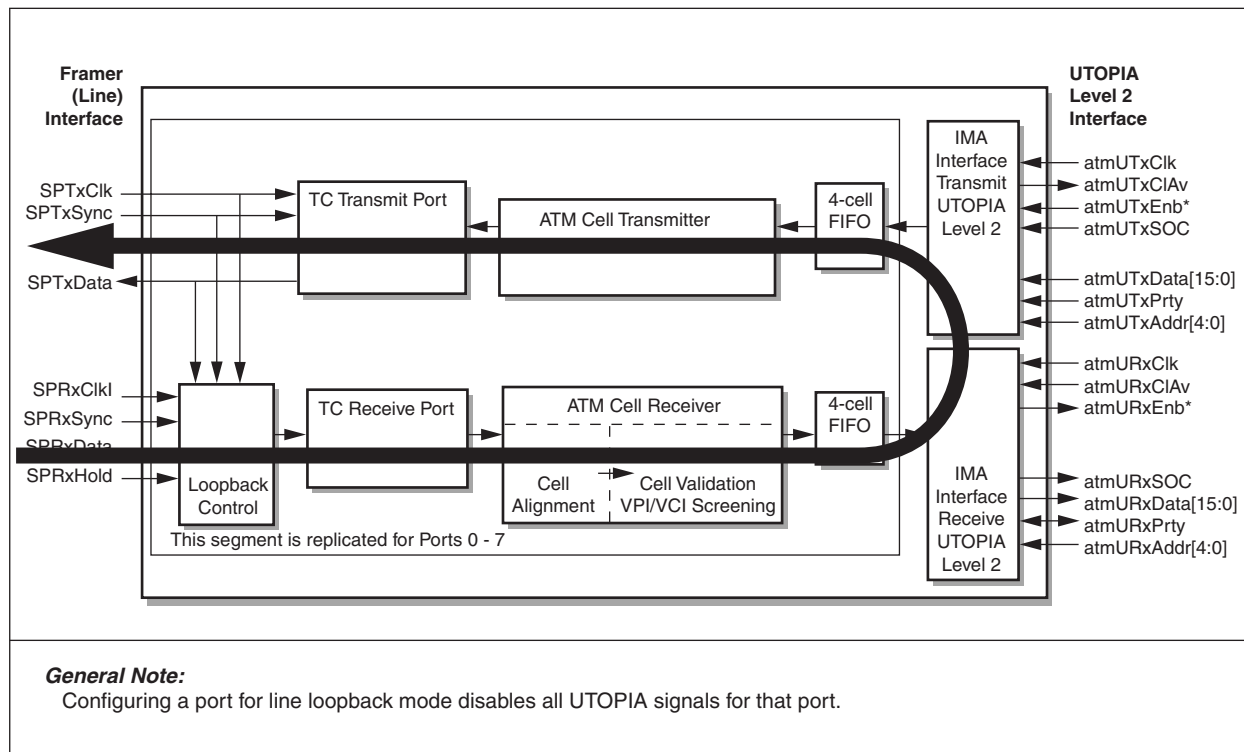 Framer
(Line)
Interface
UTOPIA
Level 2
Interface
SPTxClk
SPTxSync
SPTxData
TC Transmit Port
ATM Cell Transmitter
4-cell
FIFO
IMA
Interface
Transmit
UTOPIA
Level 2
atmUTxClk
atmUTxClAv
atmUTxEnb*
atmUTxSOC
atmUTxData[15:0]
atmUTxPrty
atmUTxAddr[4:0]
SPRxClkI
SPRxSync
SPRxData
SPRxHold
Loopback
Control
TC Receive Port
ATM Cell Receiver
Cell
Alignment
Cell Validation
VPI/VCI Screening
4-cell
FIFO
IMA
Interface
Receive
UTOPIA
Level 2
atmURxClk
atmURxClAv
atmURxEnb*
atmURxSOC
atmURxData[15:0]
atmURxPrty
atmURxAddr[4:0]
This segment is replicated for Ports 0 - 7
General Note:
Configuring a port for line loopback mode disables all UTOPIA signals for that port.